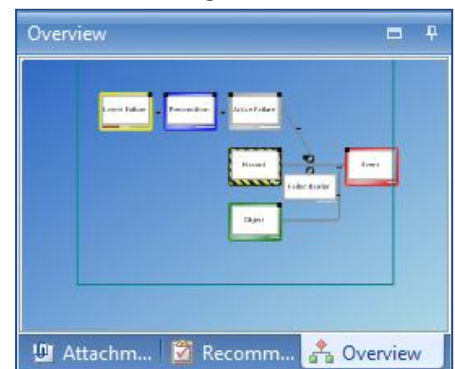 Overview
Latent Failure Precondition Active Failure
Hazard Event
Failed Barrier
Object
Attachm... Recomm... Overview